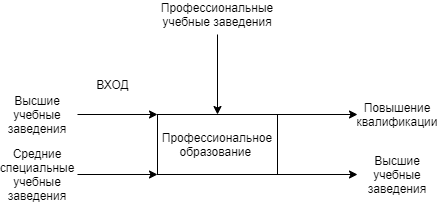 Профессиональные
учебные заведения
ВХОД
Высшие
учебные
заведения
Повышение
квалификации
Профессиональное
образование
Средние
специальные
учебные
заведения
Высшие
учебные
заведения